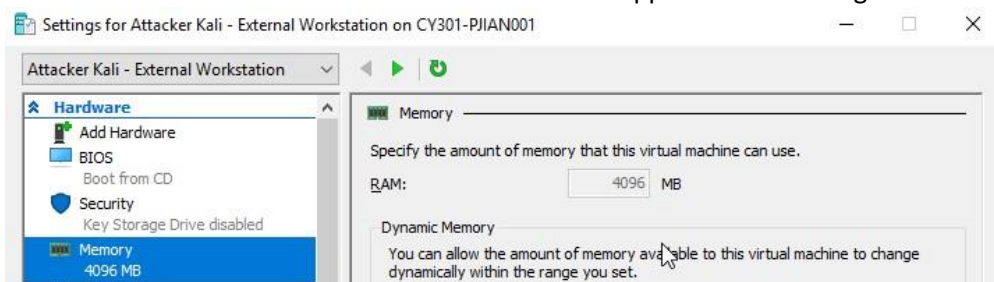 Settings for Attacker Kali - External Workstation on CY301-PJIAN001
Attacker Kali - External Workstation
Hardware
Add Hardware
BIOS
Boot from CD
Security
Key Storage Drive disabled
Memory
4096 MB
Memory
Specify the amount of memory that this virtual machine can use.
RAM: 4096 MB
Dynamic Memory
You can allow the amount of memory available to this virtual machine to change
dynamically within the range you set.